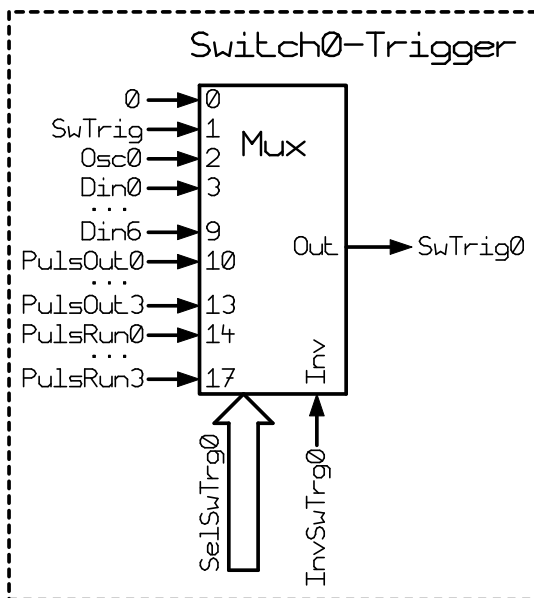 Switch0-Trigger
0 0
SwTrig 1
Mux
Osc0 2
Din0 3
...
Din6 9
Out SwTrig0
PulsOut0 10
...
PulsOut3 13
PulsRun0 14
...
PulsRun3 17
Inv
SelSwTrg0
InvSwTrg0